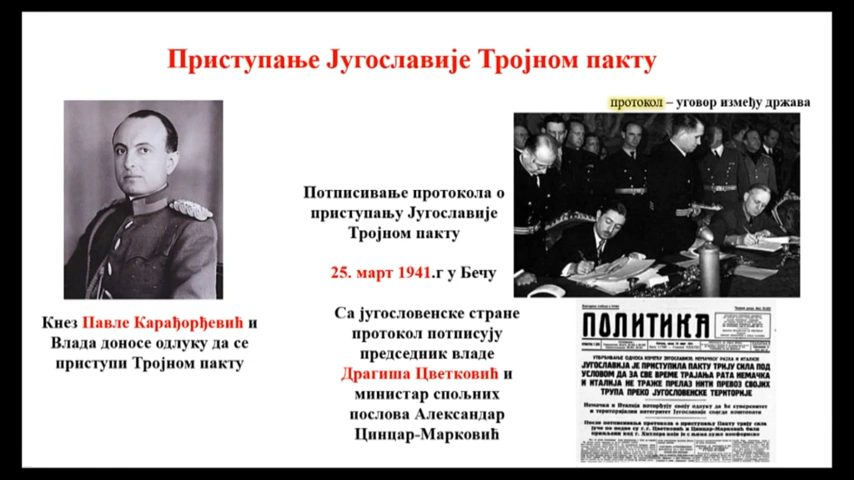 Приступање Југославије Тројном пакту
протокол – уговор између држава
Кнез Павле Карађорђевић и
Влада доносе одлуку да се
приступи Тројном пакту
Потписивање протокола о
приступању Југославије
Тројном пакту
25. март 1941.г у Бечу
Са југословенске стране
протокол потписују
председник владе
Драгиша Цветковић и
министар спољних
послова Александар
Цинцар-Марковић
ПОЛИТИКА
ЈУГОСЛАВИЈА ЈЕ ПРИСТУПИЛА ПАКТУ ТРИЈУ СИЛА ПОД
УСЛОВОМ ДА ЗА СВЕ ВРЕМЕ ТРАЈАЊА РАТА НЕМАЧКА
И ИТАЛИЈА НЕ ТРАЖЕ ПРЕЛАЗ НИТИ ПРЕВОЗ СВОЈИХ
ТРУПА ПРЕКО ЈУГОСЛОВЕНСКЕ ТЕРИТОРИЈЕ